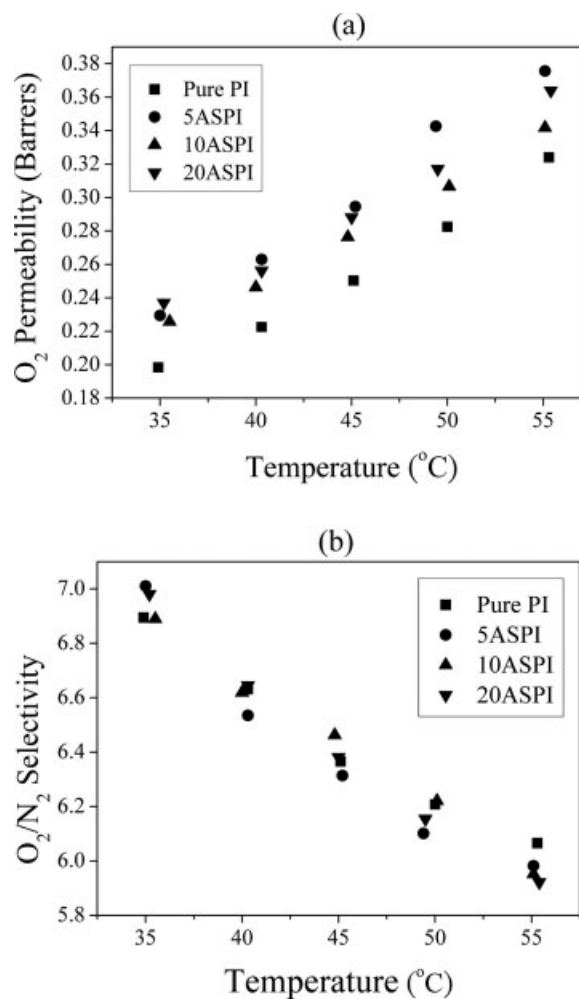 (a)
O2 Permeability (Barrers)
0.38
0.36
0.34
0.32
0.30
0.28
0.26
0.24
0.22
0.20
0.18
Pure PI
5ASPI
10ASPI
20ASPI
35 40 45 50 55
Temperature (°C)
(b)
O2/N2 Selectivity
7.0
6.8
6.6
6.4
6.2
6.0
5.8
Pure PI
5ASPI
10ASPI
20ASPI
35 40 45 50 55
Temperature (°C)